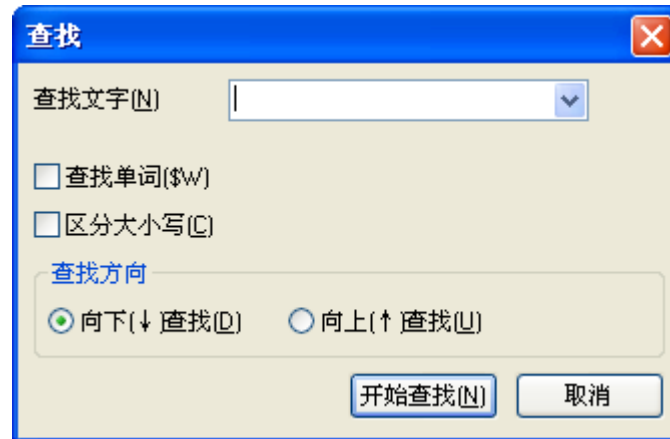 查找
查找文字(N)
查找单词($W)
区分大小写(C)
查找方向
向下(↓)查找(D) 向上(↑)查找(U)
开始查找(N) 取消